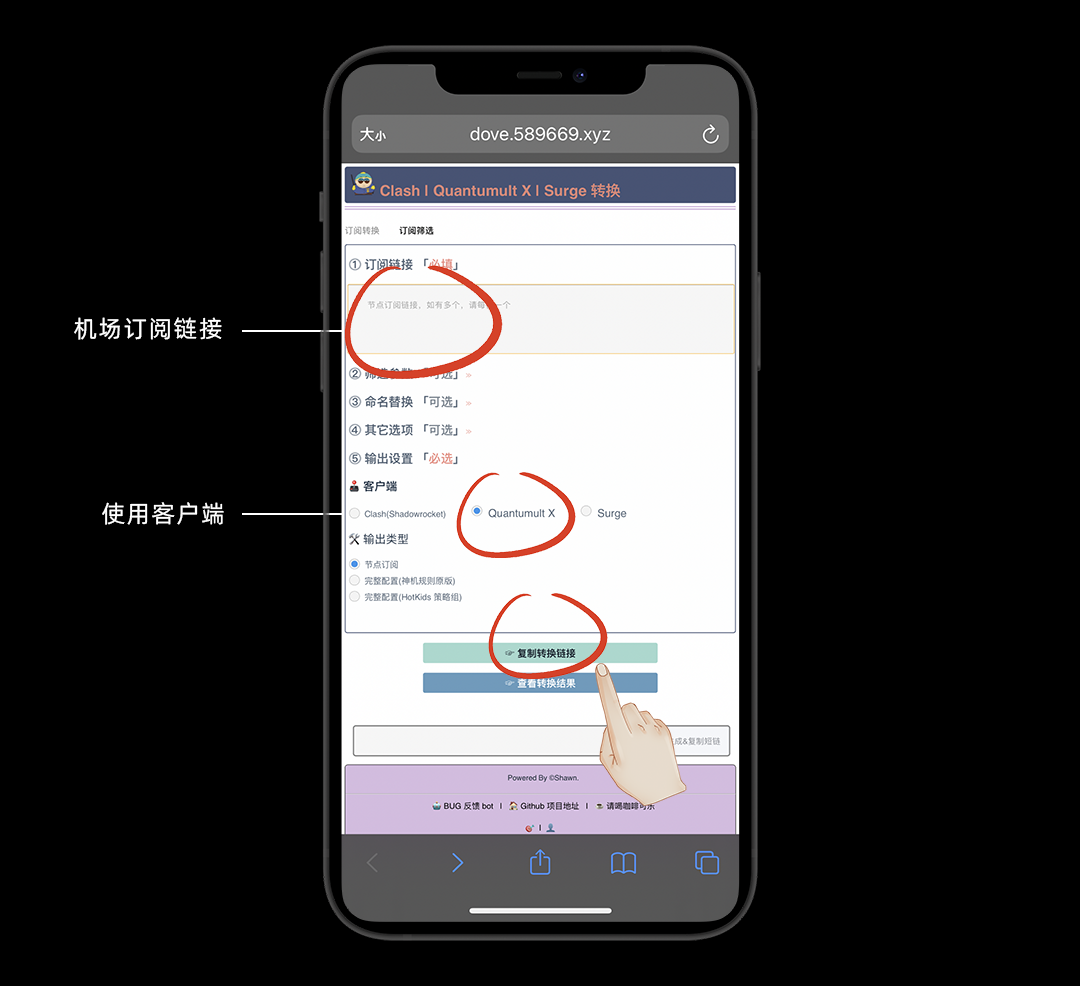 大小
dove.589669.xyz
Clash | Quantumult X | Surge 转换
订阅转换 订阅筛选
① 订阅链接 「必填」
节点订阅链接，如有多个，请每 一个
机场订阅链接
② 筛选参数 「可选」 »
③ 命名替换 「可选」 »
④ 其它选项 「可选」 »
⑤ 输出设置 「必选」
客户端
使用客户端
Clash(Shadowrocket) Quantumult X Surge
输出类型
节点订阅
完整配置(神机规则原版)
完整配置(HotKids 策略组)
☞ 复制转换链接
☞ 查看转换结果
成&复制短链
Powered By ©Shawn.
BUG 反馈 bot | Github 项目地址 | 请喝咖啡可乐
|